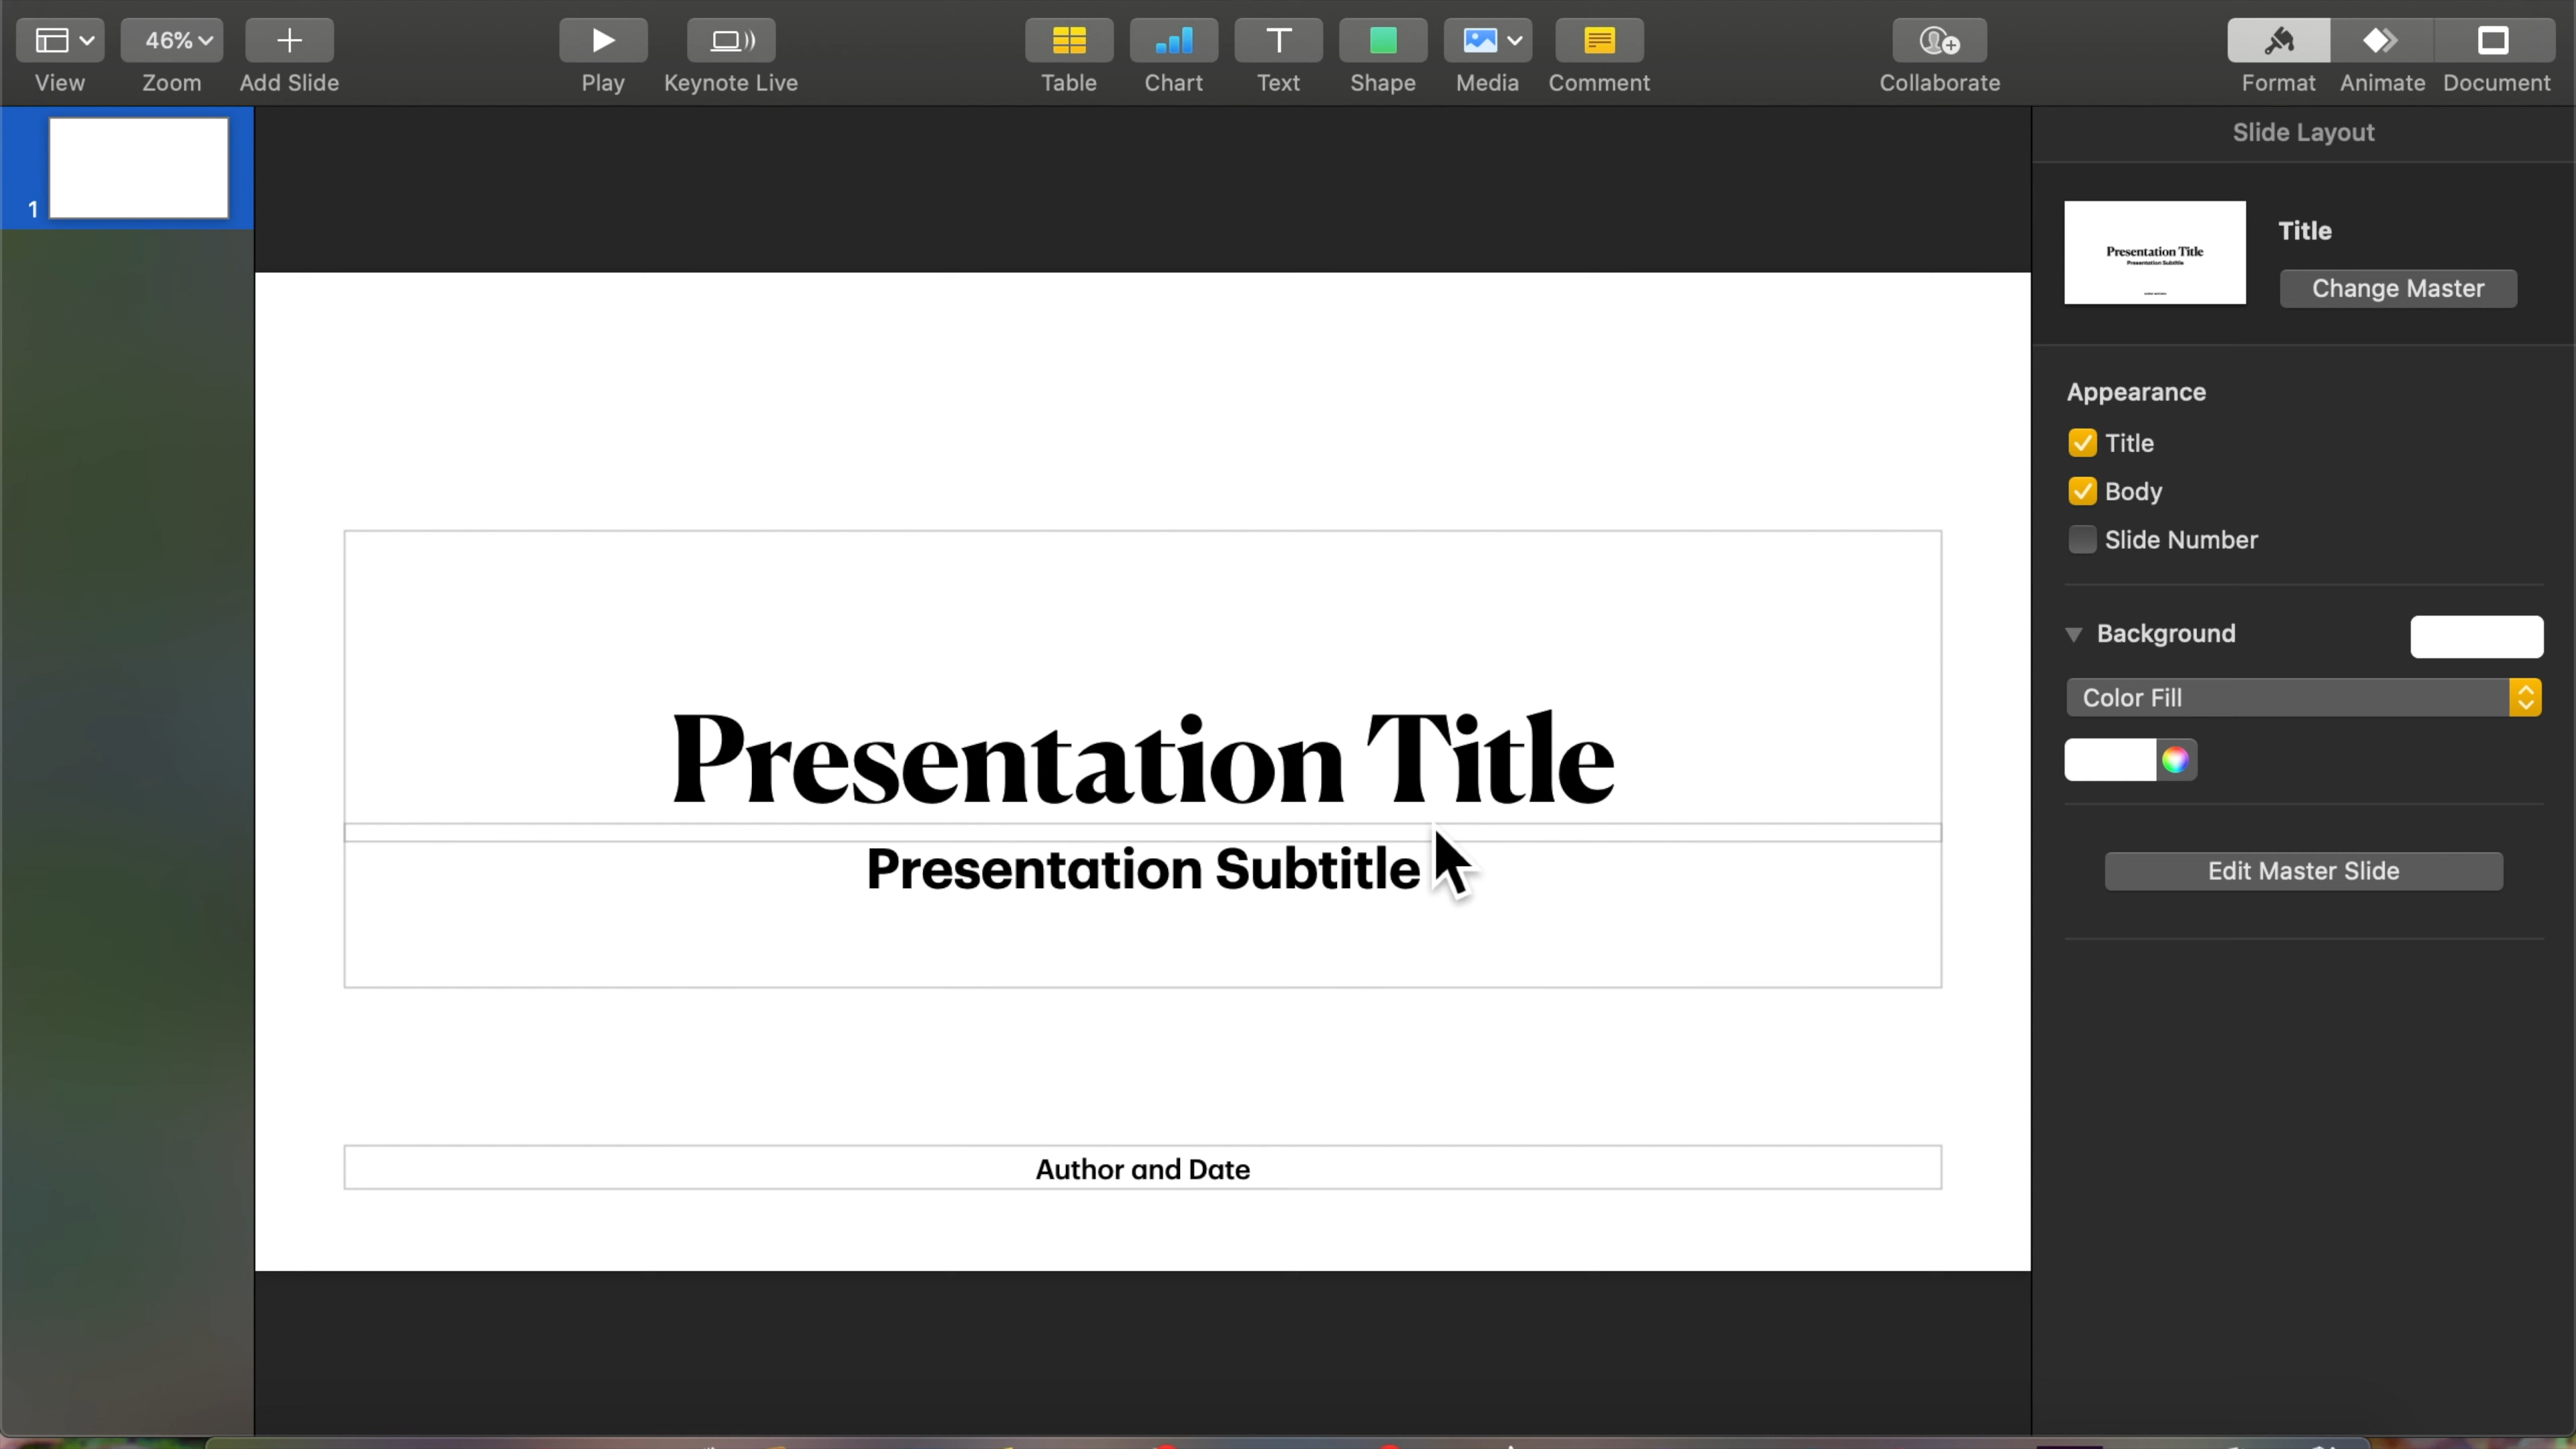 46%
View Zoom Add Slide Play Keynote Live Table Chart Text Shape Media Comment Collaborate Format Animate Document
1
Slide Layout
Presentation Title
Presentation Subtitle
Title
Change Master
Appearance
Title
Body
Slide Number
Background
Color Fill
Edit Master Slide
Presentation Title
Presentation Subtitle
Author and Date